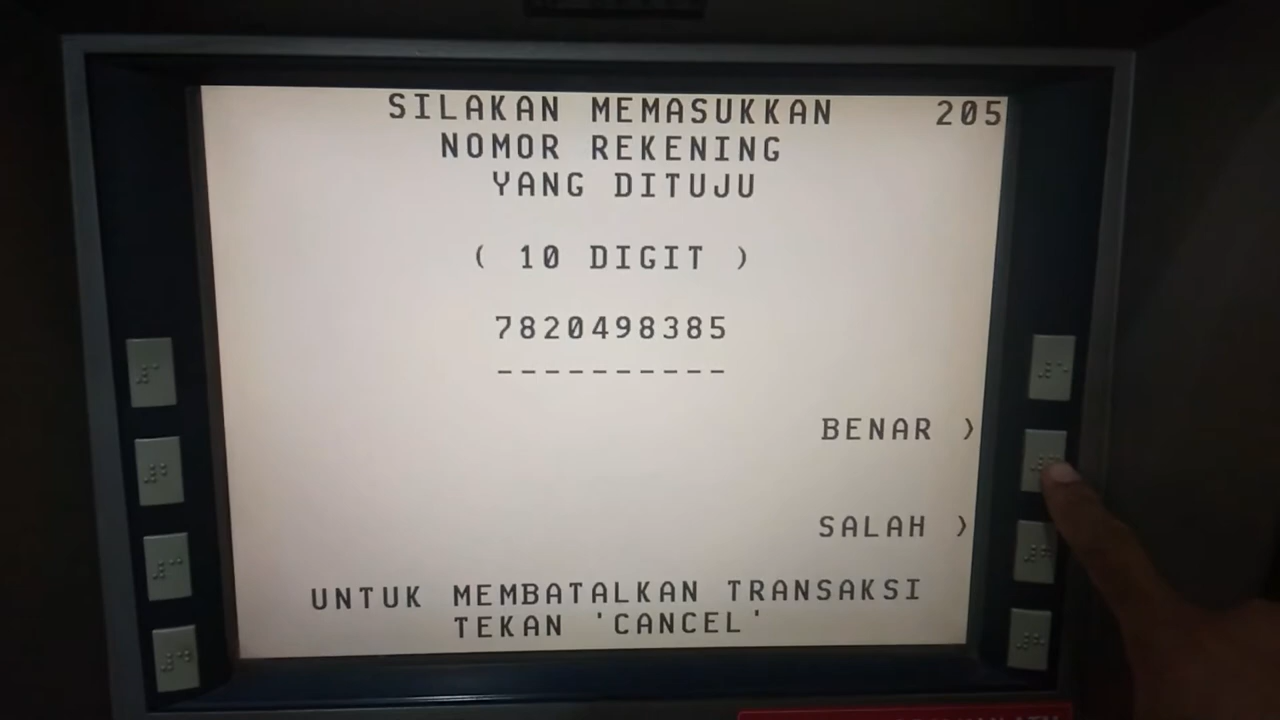 SILAKAN MEMASUKKAN 205
NOMOR REKENING
YANG DITUJU
( 10 DIGIT )
7820498385
----------
BENAR >
SALAH >
UNTUK MEMBATALKAN TRANSAKSI
TEKAN 'CANCEL'